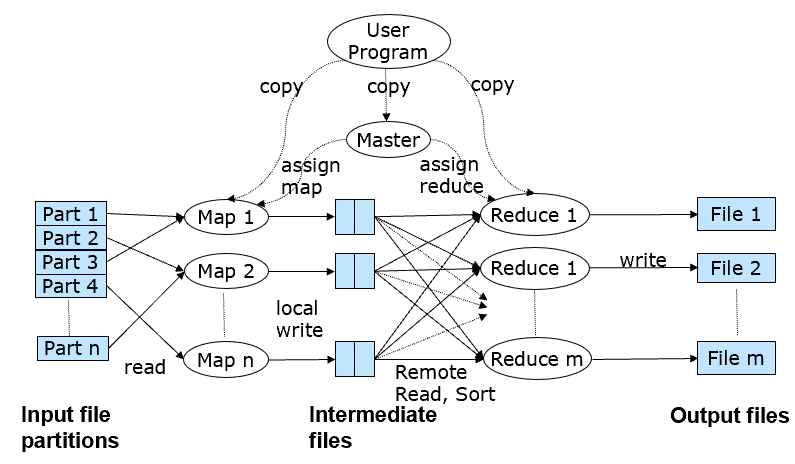 User
Program
copy
copy
copy
Master
assign
map
assign
reduce
Part 1
Part 2
Part 3
Part 4
Part n
Map 1
Map 2
Map n
Reduce 1
Reduce 1
Reduce m
File 1
File 2
File m
write
local
write
read
Remote
Read, Sort
Input file
partitions
Intermediate
files
Output files